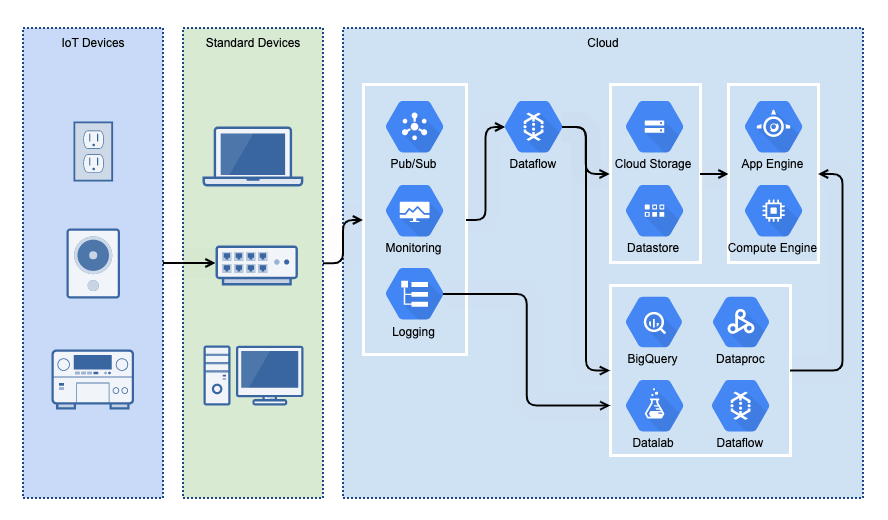 IoT Devices
Standard Devices
Cloud
Pub/Sub
Monitoring
Logging
Dataflow
Cloud Storage
Datastore
App Engine
Compute Engine
BigQuery
Dataproc
Datalab
Dataflow